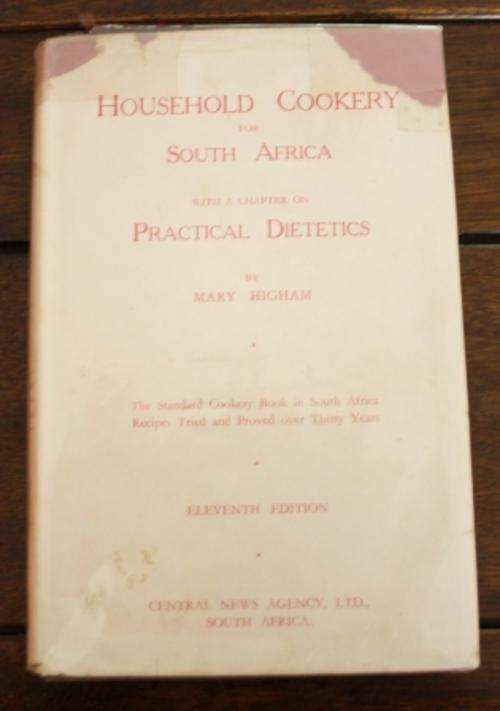 HOUSEHOLD COOKERY
FOR
SOUTH AFRICA
WITH A CHAPTER ON
PRACTICAL DIETETICS
BY
MARY HIGHAM
The Standard Cookery Book in South Africa
Recipes Tried and Proved over Thirty Years
ELEVENTH EDITION
CENTRAL NEWS AGENCY, LTD.,
SOUTH AFRICA.